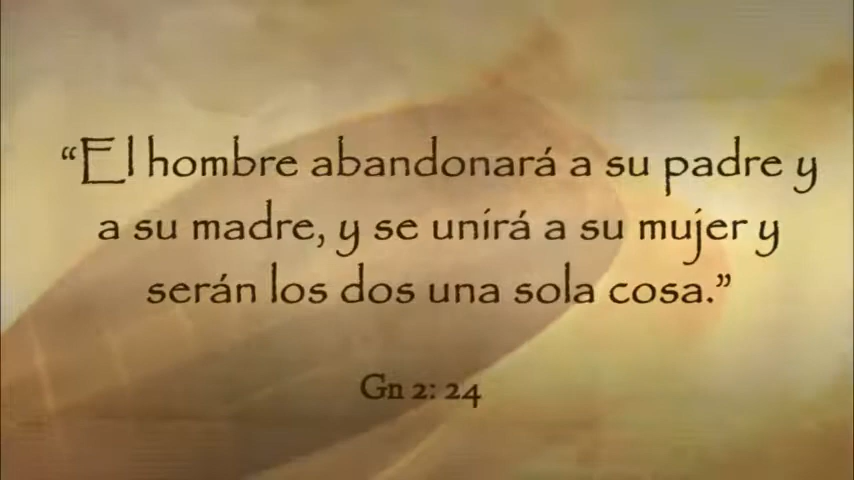 “El hombre abandonará a su padre y
a su madre, y se unirá a su mujer y
serán los dos una sola cosa.”
Gn 2: 24